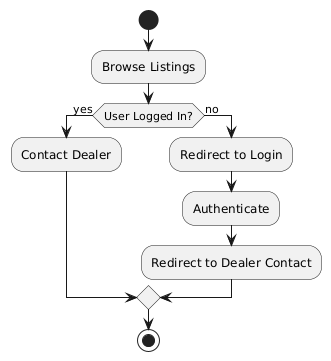 Browse Listings
User Logged In?
yes
no
Contact Dealer
Redirect to Login
Authenticate
Redirect to Dealer Contact